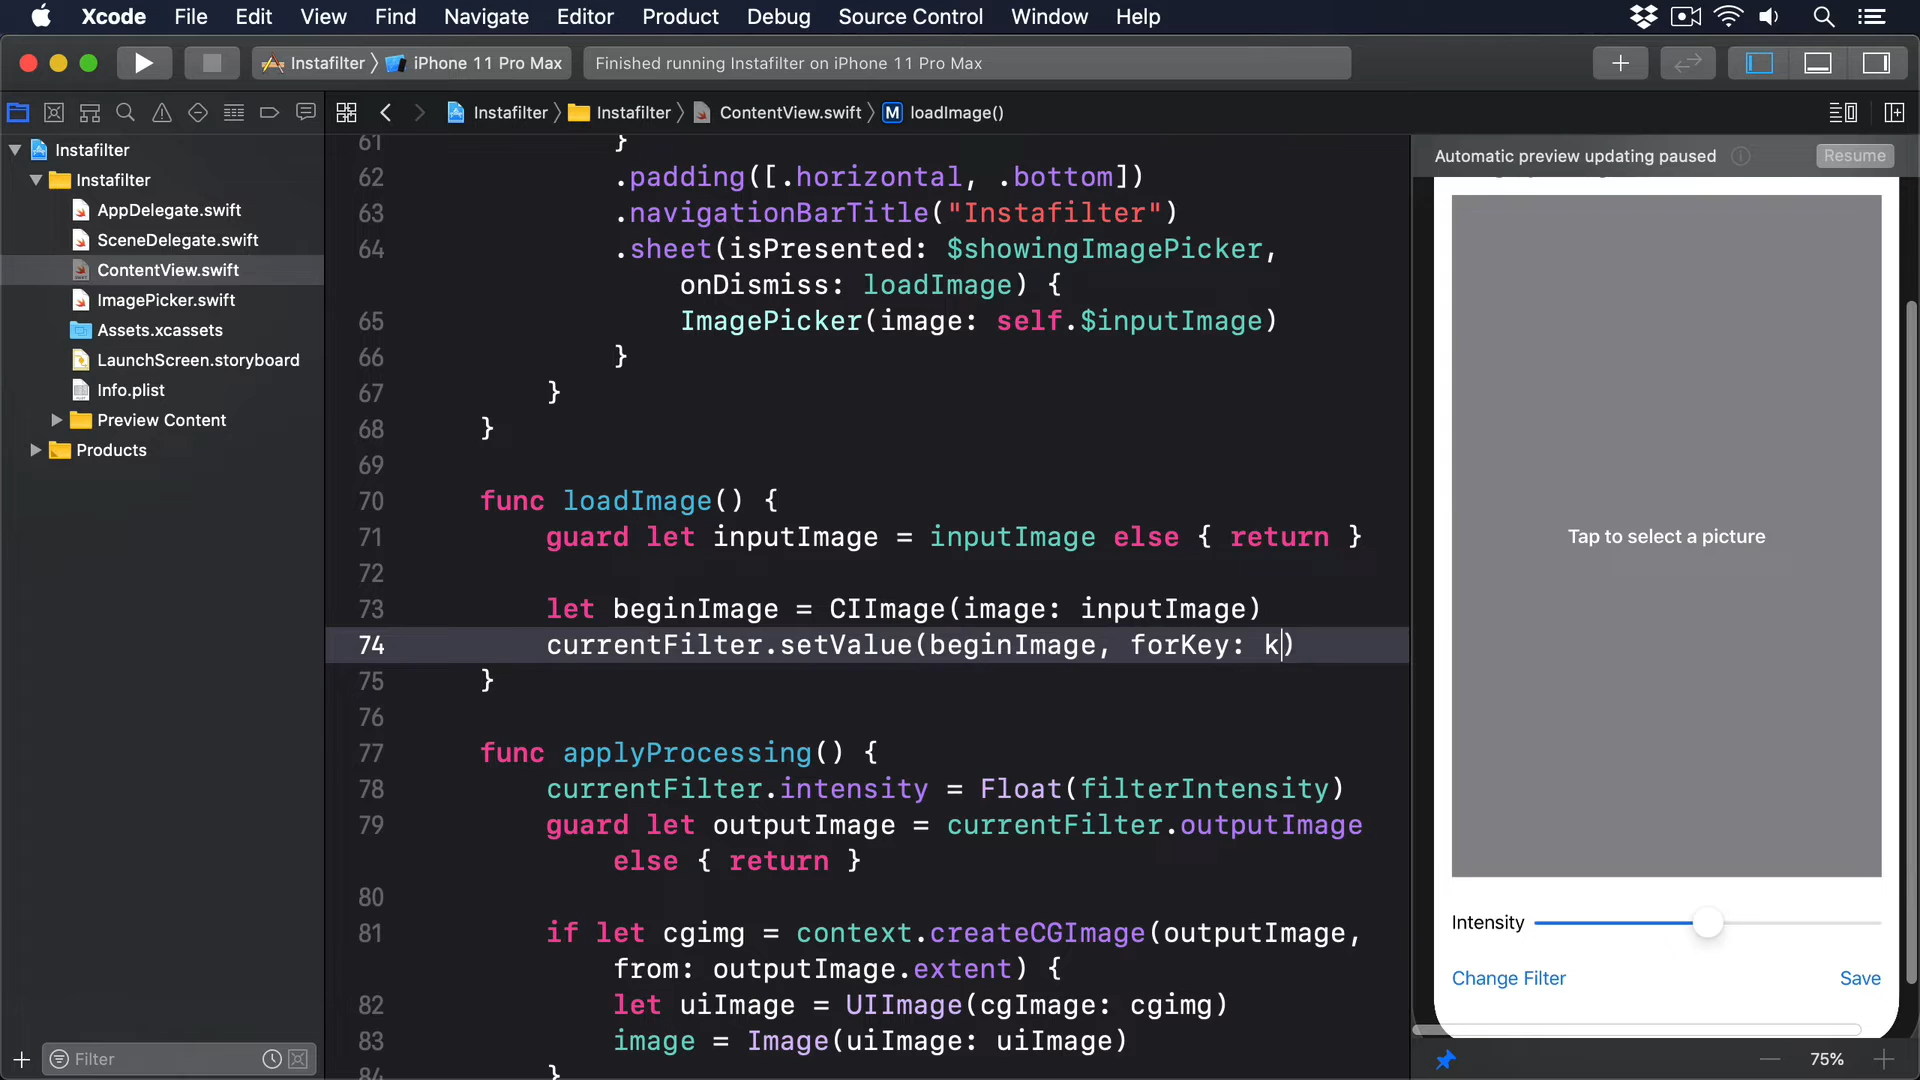 Xcode File Edit View Find Navigate Editor Product Debug Source Control Window Help
Instafilter iPhone 11 Pro Max
Finished running Instafilter on iPhone 11 Pro Max
Instafilter Instafilter ContentView.swift M loadImage()
Instafilter
Instafilter
AppDelegate.swift
SceneDelegate.swift
ContentView.swift
ImagePicker.swift
Assets.xcassets
LaunchScreen.storyboard
Info.plist
Preview Content
Products
Filter
61 }
62 .padding([.horizontal, .bottom])
63 .navigationBarTitle("Instafilter")
64 .sheet(isPresented: $showingImagePicker,
onDismiss: loadImage) {
65 ImagePicker(image: self.$inputImage)
66 }
67 }
68 }
69
70 func loadImage() {
71 guard let inputImage = inputImage else { return }
72
73 let beginImage = CIImage(image: inputImage)
74 currentFilter.setValue(beginImage, forKey: k)
75 }
76
77 func applyProcessing() {
78 currentFilter.intensity = Float(filterIntensity)
79 guard let outputImage = currentFilter.outputImage
else { return }
80
81 if let cgimg = context.createCGImage(outputImage,
from: outputImage.extent) {
82 let uiImage = UIImage(cgImage: cgimg)
83 image = Image(uiImage: uiImage)
84 }
Automatic preview updating paused
Resume
Tap to select a picture
Intensity
Change Filter Save
75%